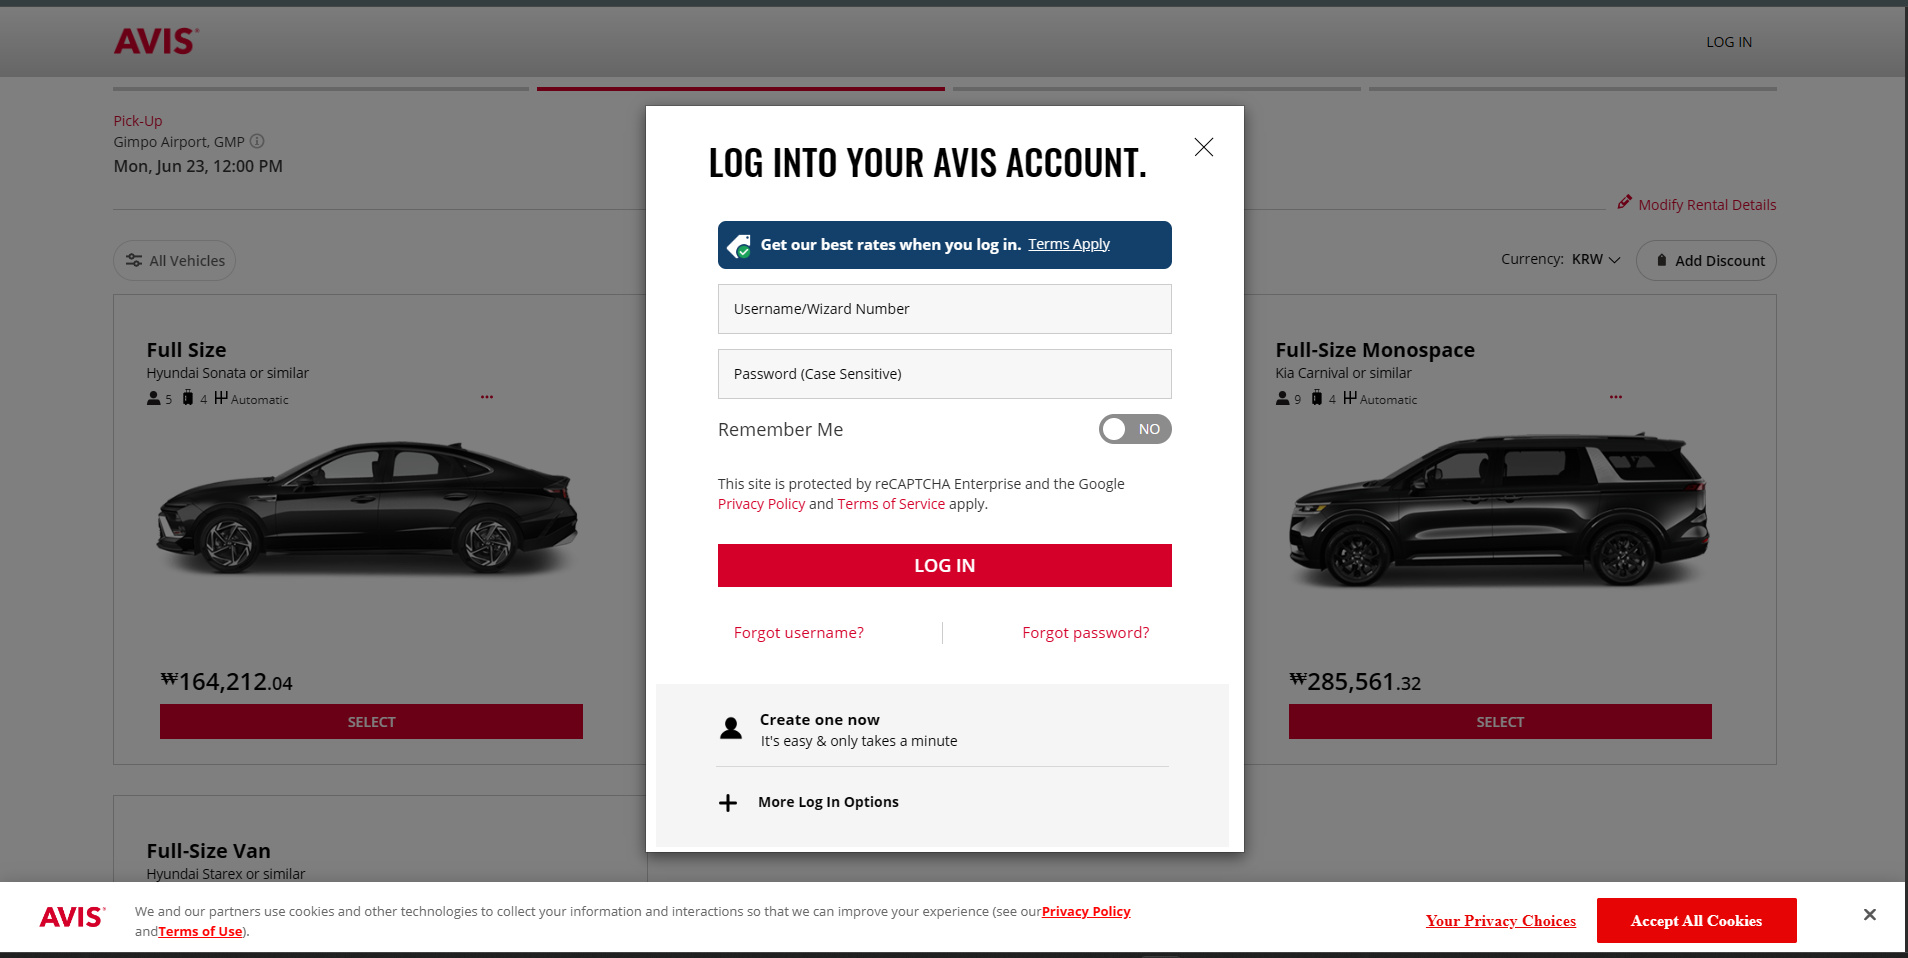 AVIS
LOG IN
Pick-Up
Gimpo Airport, GMP
Mon, Jun 23, 12:00 PM
Modify Rental Details
All Vehicles
Currency: KRW
Add Discount
Full Size
Hyundai Sonata or similar
5 4 Automatic
₩164,212.04
SELECT
LOG INTO YOUR AVIS ACCOUNT.
Get our best rates when you log in. Terms Apply
Username/Wizard Number
Password (Case Sensitive)
Remember Me
NO
This site is protected by reCAPTCHA Enterprise and the Google
Privacy Policy and Terms of Service apply.
LOG IN
Forgot username?
Forgot password?
Create one now
It's easy & only takes a minute
More Log In Options
Full-Size Monospace
Kia Carnival or similar
9 4 Automatic
₩285,561.32
SELECT
Full-Size Van
Hyundai Starex or similar
AVIS
We and our partners use cookies and other technologies to collect your information and interactions so that we can improve your experience (see ourPrivacy Policy
andTerms of Use).
Your Privacy Choices
Accept All Cookies